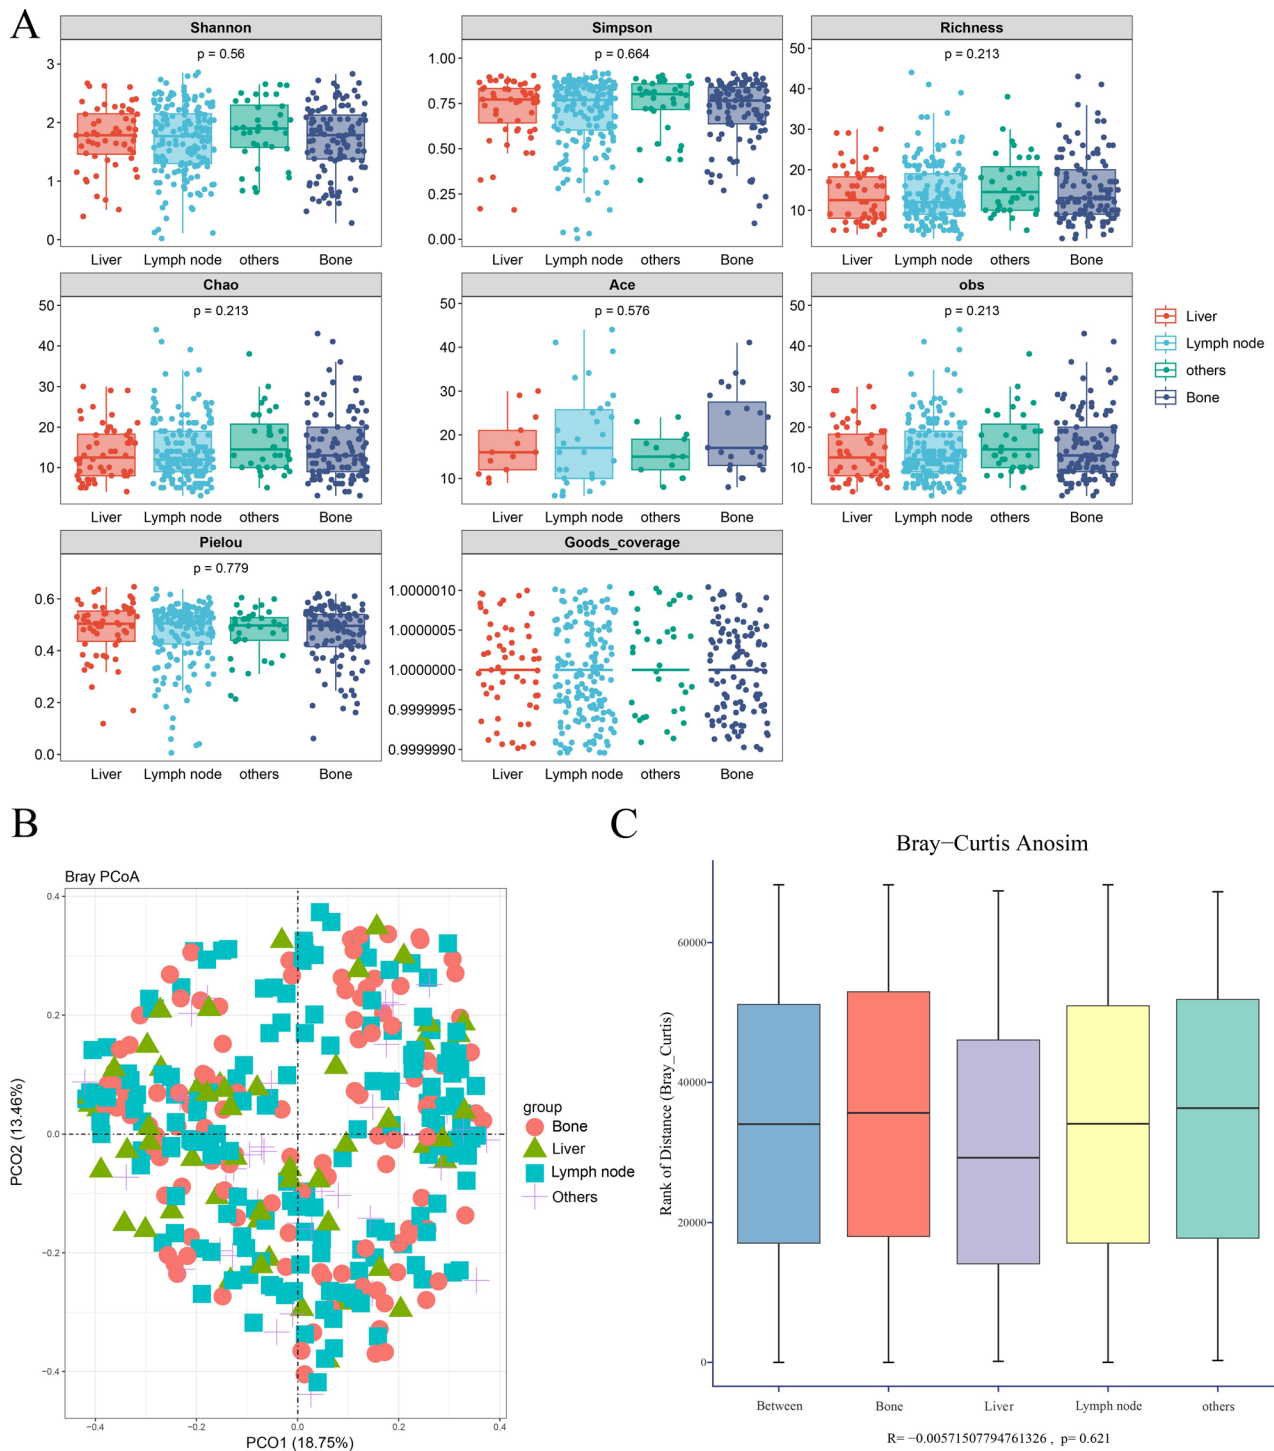 A
Shannon
p = 0.56
3
2
1
0
Liver Lymph node others Bone
Simpson
p = 0.664
1.00
0.75
0.50
0.25
0.00
Liver Lymph node others Bone
Richness
p = 0.213
50
40
30
20
10
Liver Lymph node others Bone
Chao
p = 0.213
50
40
30
20
10
Liver Lymph node others Bone
Ace
p = 0.576
50
40
30
20
10
Liver Lymph node others Bone
obs
p = 0.213
50
40
30
20
10
Liver Lymph node others Bone
Liver
Lymph node
others
Bone
Pielou
p = 0.779
0.6
0.4
0.2
0.0
Liver Lymph node others Bone
Goods_coverage
1.0000010
1.0000005
1.0000000
0.9999995
0.9999990
Liver Lymph node others Bone
B
Bray PCoA
PCO2 (13.46%)
0.4
0.2
0.0
−0.2
−0.4
−0.4 −0.2 0.0 0.2 0.4
PCO1 (18.75%)
group
Bone
Liver
Lymph node
Others
C
Bray−Curtis Anosim
Rank of Distance (Bray_Curtis)
60000
40000
20000
0
Between Bone Liver Lymph node others
R= −0.00571507794761326 , p= 0.621